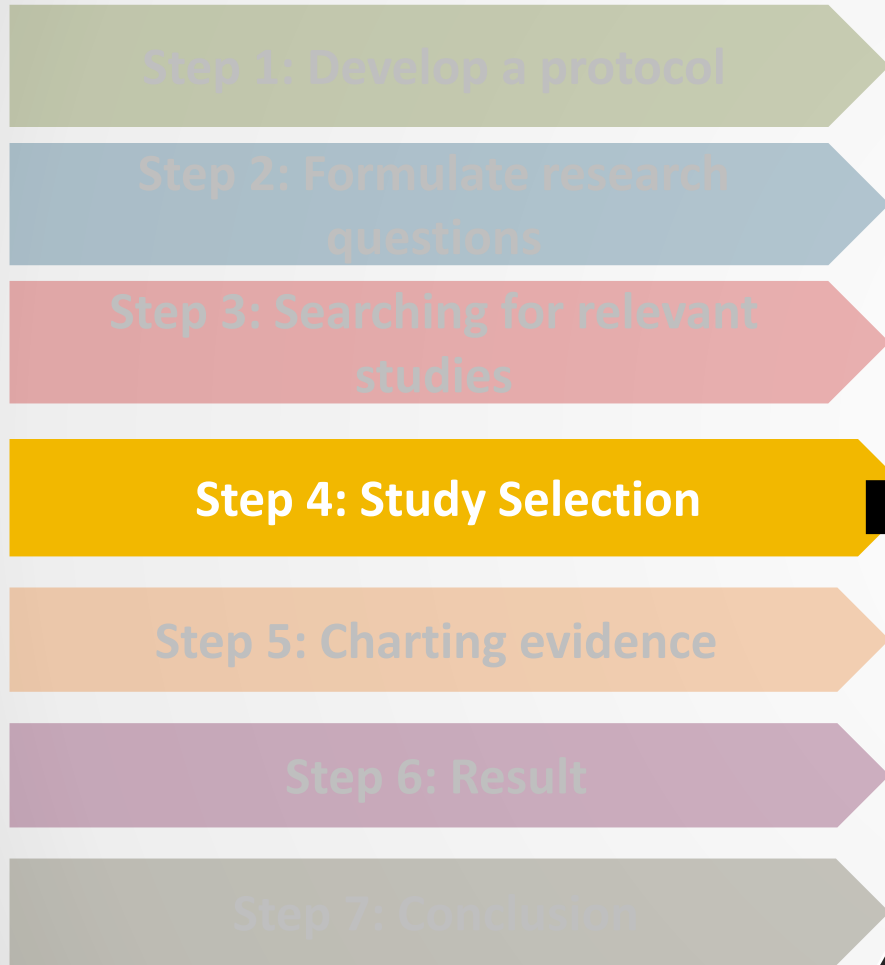 Step 1: Develop a protocol
Step 2: Formulate research
questions
Step 3: Searching for relevant
studies
Step 4: Study Selection
Step 5: Charting evidence
Step 6: Result
Step 7: Conclusion